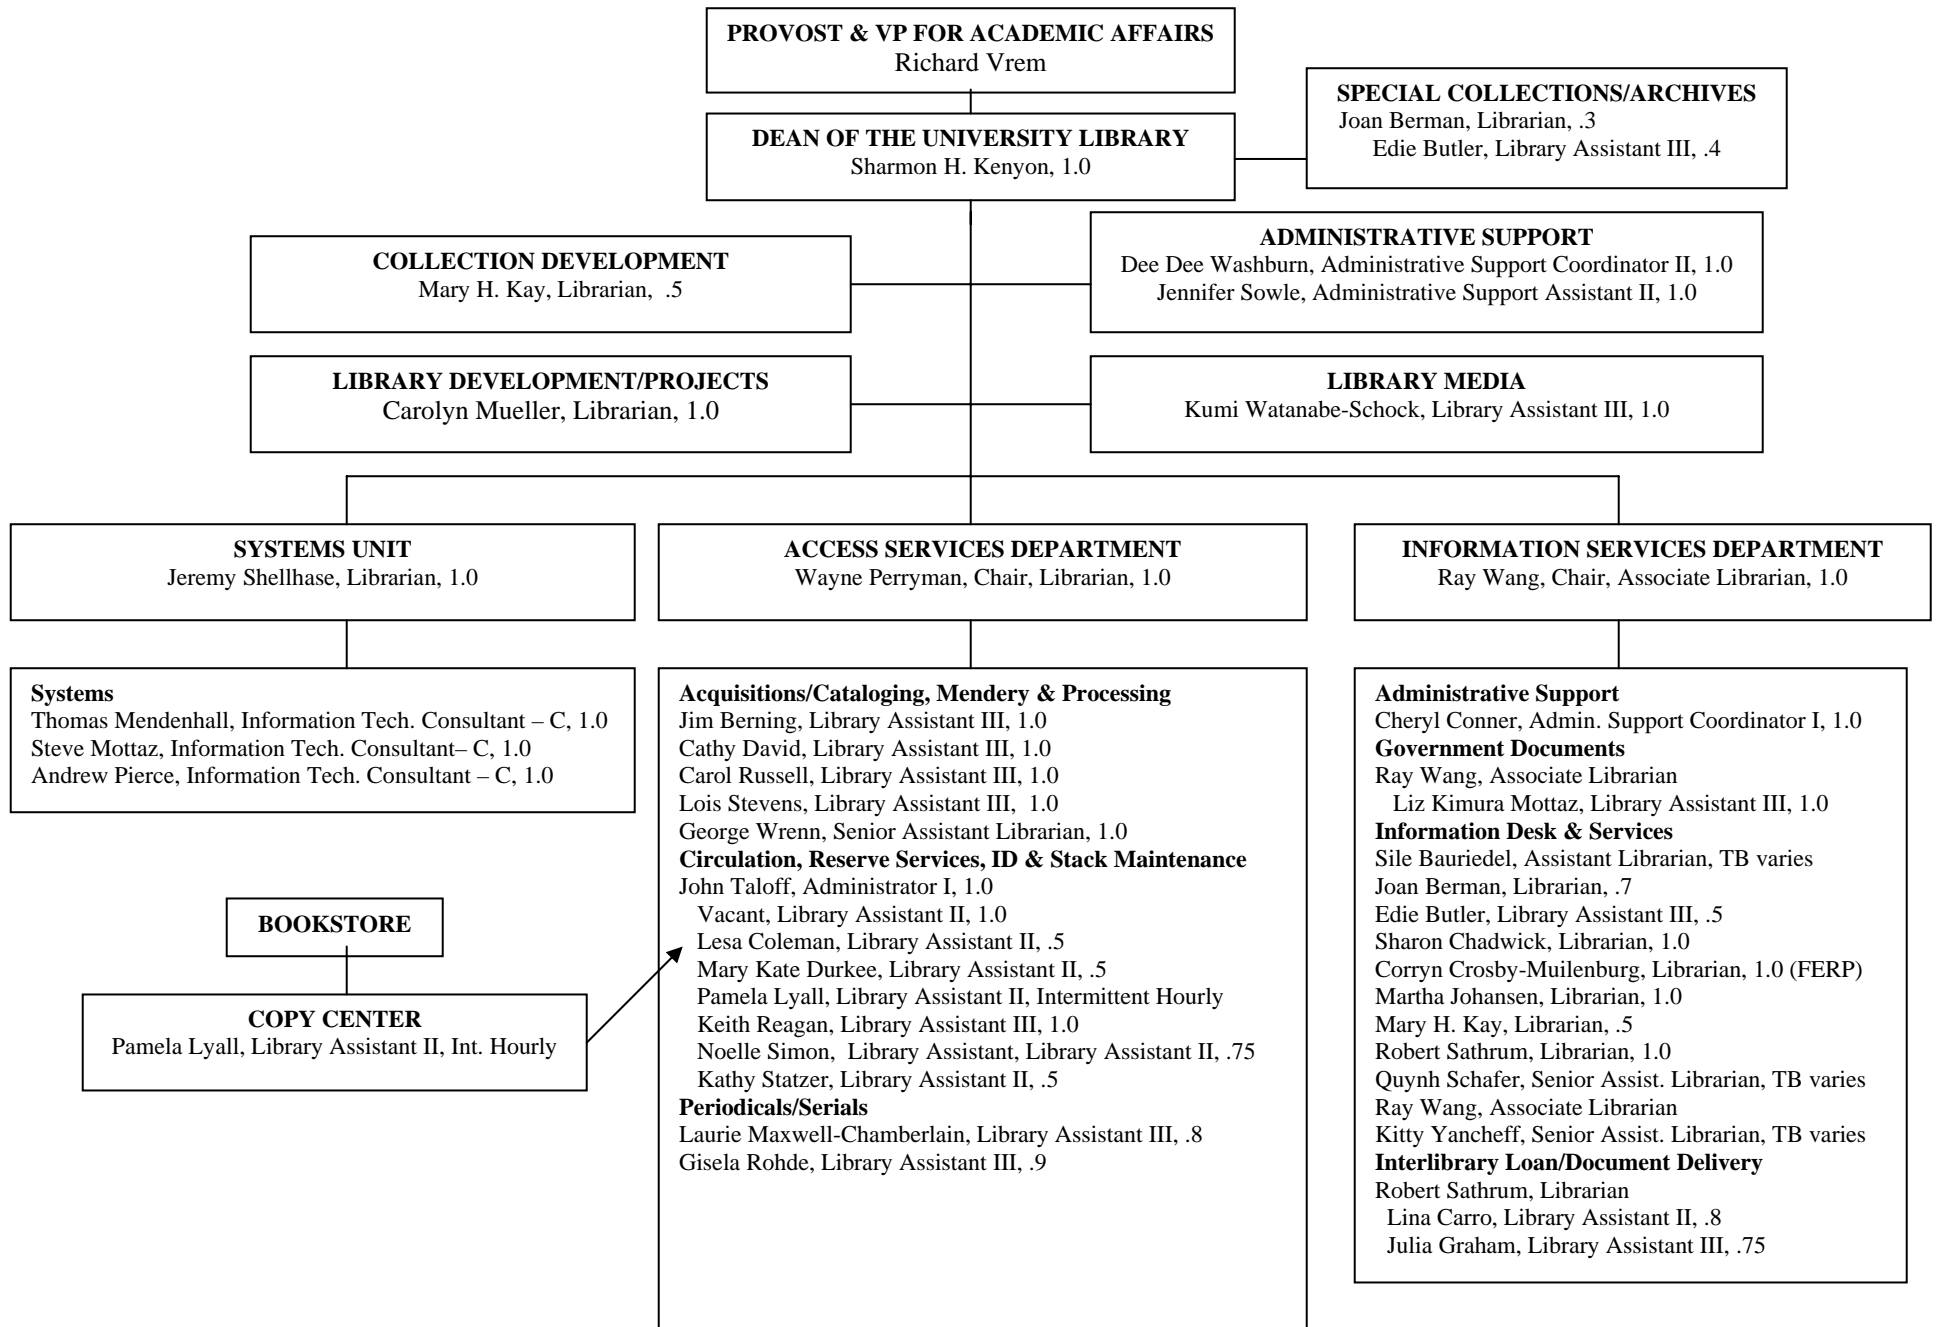 PROVOST & VP FOR ACADEMIC AFFAIRS
Richard Vrem
SPECIAL COLLECTIONS/ARCHIVES
Joan Berman, Librarian, .3
Edie Butler, Library Assistant III, .4
DEAN OF THE UNIVERSITY LIBRARY
Sharmon H. Kenyon, 1.0
COLLECTION DEVELOPMENT
Mary H. Kay, Librarian, .5
ADMINISTRATIVE SUPPORT
Dee Dee Washburn, Administrative Support Coordinator II, 1.0
Jennifer Sowle, Administrative Support Assistant II, 1.0
LIBRARY DEVELOPMENT/PROJECTS
Carolyn Mueller, Librarian, 1.0
LIBRARY MEDIA
Kumi Watanabe-Schock, Library Assistant III, 1.0
SYSTEMS UNIT
Jeremy Shellhase, Librarian, 1.0
ACCESS SERVICES DEPARTMENT
Wayne Perryman, Chair, Librarian, 1.0
INFORMATION SERVICES DEPARTMENT
Ray Wang, Chair, Associate Librarian, 1.0
Systems
Thomas Mendenhall, Information Tech. Consultant – C, 1.0
Steve Mottaz, Information Tech. Consultant– C, 1.0
Andrew Pierce, Information Tech. Consultant – C, 1.0
BOOKSTORE
COPY CENTER
Pamela Lyall, Library Assistant II, Int. Hourly
Acquisitions/Cataloging, Mendery & Processing
Jim Berning, Library Assistant III, 1.0
Cathy David, Library Assistant III, 1.0
Carol Russell, Library Assistant III, 1.0
Lois Stevens, Library Assistant III, 1.0
George Wrenn, Senior Assistant Librarian, 1.0
Circulation, Reserve Services, ID & Stack Maintenance
John Taloff, Administrator I, 1.0
Vacant, Library Assistant II, 1.0
Lesa Coleman, Library Assistant II, .5
Mary Kate Durkee, Library Assistant II, .5
Pamela Lyall, Library Assistant II, Intermittent Hourly
Keith Reagan, Library Assistant III, 1.0
Noelle Simon, Library Assistant, Library Assistant II, .75
Kathy Statzer, Library Assistant II, .5
Periodicals/Serials
Laurie Maxwell-Chamberlain, Library Assistant III, .8
Gisela Rohde, Library Assistant III, .9
Administrative Support
Cheryl Conner, Admin. Support Coordinator I, 1.0
Government Documents
Ray Wang, Associate Librarian
Liz Kimura Mottaz, Library Assistant III, 1.0
Information Desk & Services
Sile Bauriedel, Assistant Librarian, TB varies
Joan Berman, Librarian, .7
Edie Butler, Library Assistant III, .5
Sharon Chadwick, Librarian, 1.0
Corryn Crosby-Muilenburg, Librarian, 1.0 (FERP)
Martha Johansen, Librarian, 1.0
Mary H. Kay, Librarian, .5
Robert Sathrum, Librarian, 1.0
Quynh Schafer, Senior Assist. Librarian, TB varies
Ray Wang, Associate Librarian
Kitty Yancheff, Senior Assist. Librarian, TB varies
Interlibrary Loan/Document Delivery
Robert Sathrum, Librarian
Lina Carro, Library Assistant II, .8
Julia Graham, Library Assistant III, .75